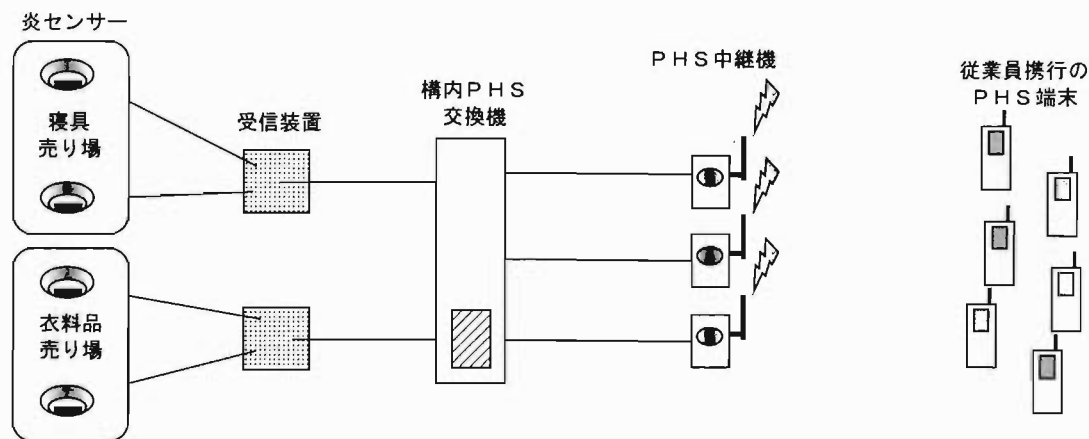 炎センサー
寝具
売り場
衣料品
売り場
受信装置
構内PHS
交換機
PHS中継機
従業員携行の
PHS端末